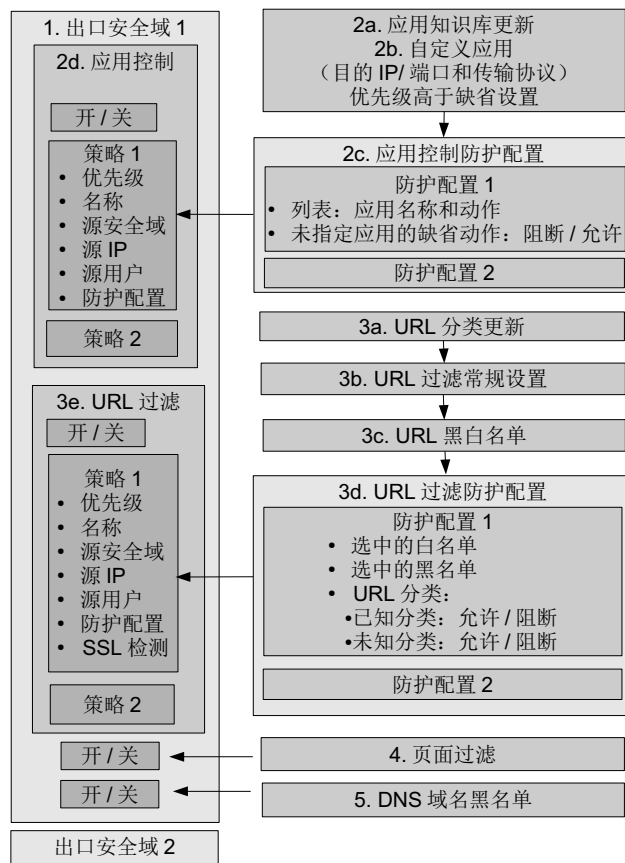 1. 出口安全域 1
2d. 应用控制
开 / 关
策略 1
• 优先级
• 名称
• 源安全域
• 源 IP
• 源用户
• 防护配置
策略 2
3e. URL 过滤
开 / 关
策略 1
• 优先级
• 名称
• 源安全域
• 源 IP
• 源用户
• 防护配置
• SSL 检测
策略 2
开 / 关
开 / 关
出口安全域 2
2a. 应用知识库更新
2b. 自定义应用
（目的 IP/ 端口和传输协议）
优先级高于缺省设置
2c. 应用控制防护配置
防护配置 1
• 列表：应用名称和动作
• 未指定应用的缺省动作：阻断 / 允许
防护配置 2
3a. URL 分类更新
3b. URL 过滤常规设置
3c. URL 黑白名单
3d. URL 过滤防护配置
防护配置 1
• 选中的白名单
• 选中的黑名单
• URL 分类：
•已知分类：允许 / 阻断
•未知分类：允许 / 阻断
防护配置 2
4. 页面过滤
5. DNS 域名黑名单